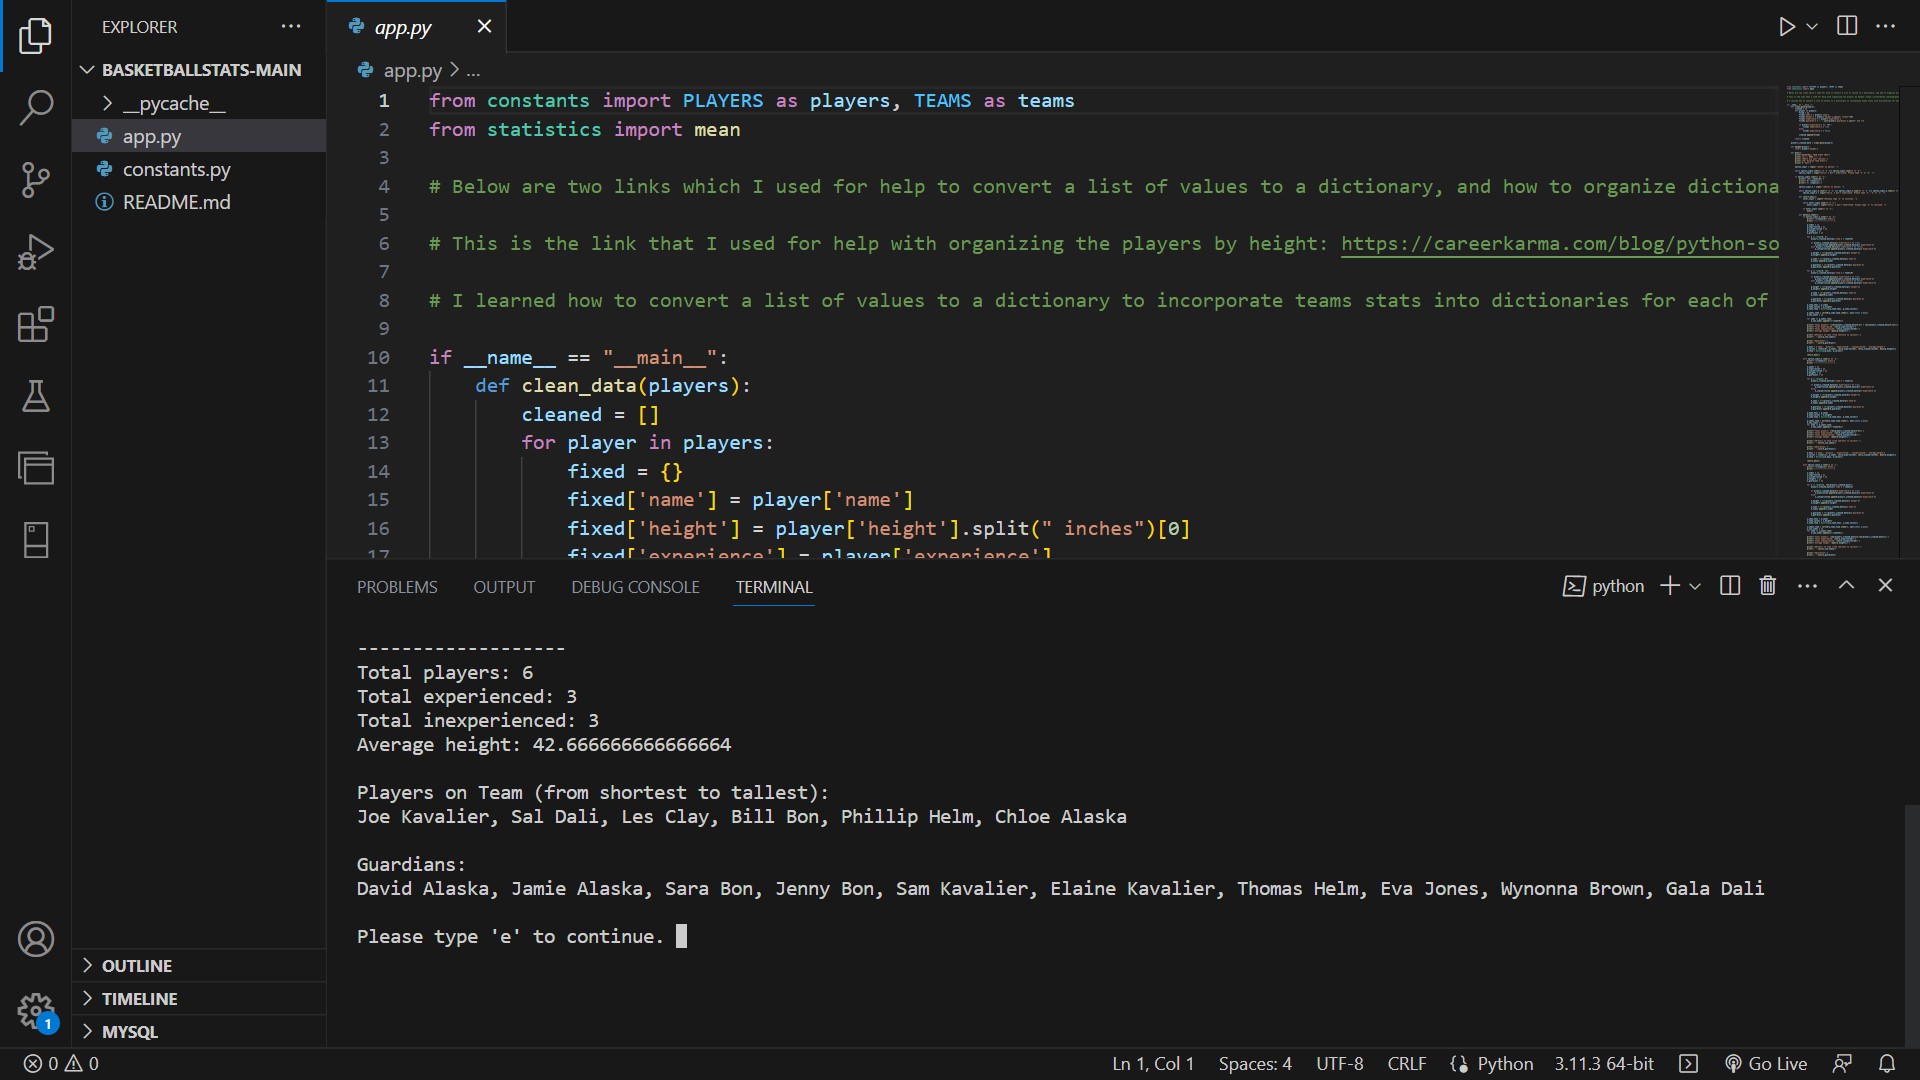 EXPLORER
BASKETBALLSTATS-MAIN
__pycache__
app.py
constants.py
README.md
OUTLINE
TIMELINE
MYSQL
app.py
app.py > ...
1 from constants import PLAYERS as players, TEAMS as teams
2 from statistics import mean
3
4 # Below are two links which I used for help to convert a list of values to a dictionary, and how to organize dictiona
5
6 # This is the link that I used for help with organizing the players by height: https://careerkarma.com/blog/python-so
7
8 # I learned how to convert a list of values to a dictionary to incorporate teams stats into dictionaries for each of
9
10 if __name__ == "__main__":
11 def clean_data(players):
12 cleaned = []
13 for player in players:
14 fixed = {}
15 fixed['name'] = player['name']
16 fixed['height'] = player['height'].split(" inches")[0]
17 fixed['experience'] = player['experience']
PROBLEMS OUTPUT DEBUG CONSOLE TERMINAL
python
-------------------
Total players: 6
Total experienced: 3
Total inexperienced: 3
Average height: 42.666666666666664
Players on Team (from shortest to tallest):
Joe Kavalier, Sal Dali, Les Clay, Bill Bon, Phillip Helm, Chloe Alaska
Guardians:
David Alaska, Jamie Alaska, Sara Bon, Jenny Bon, Sam Kavalier, Elaine Kavalier, Thomas Helm, Eva Jones, Wynonna Brown, Gala Dali
Please type 'e' to continue.
1
0 0 Ln 1, Col 1 Spaces: 4 UTF-8 CRLF Python 3.11.3 64-bit Go Live